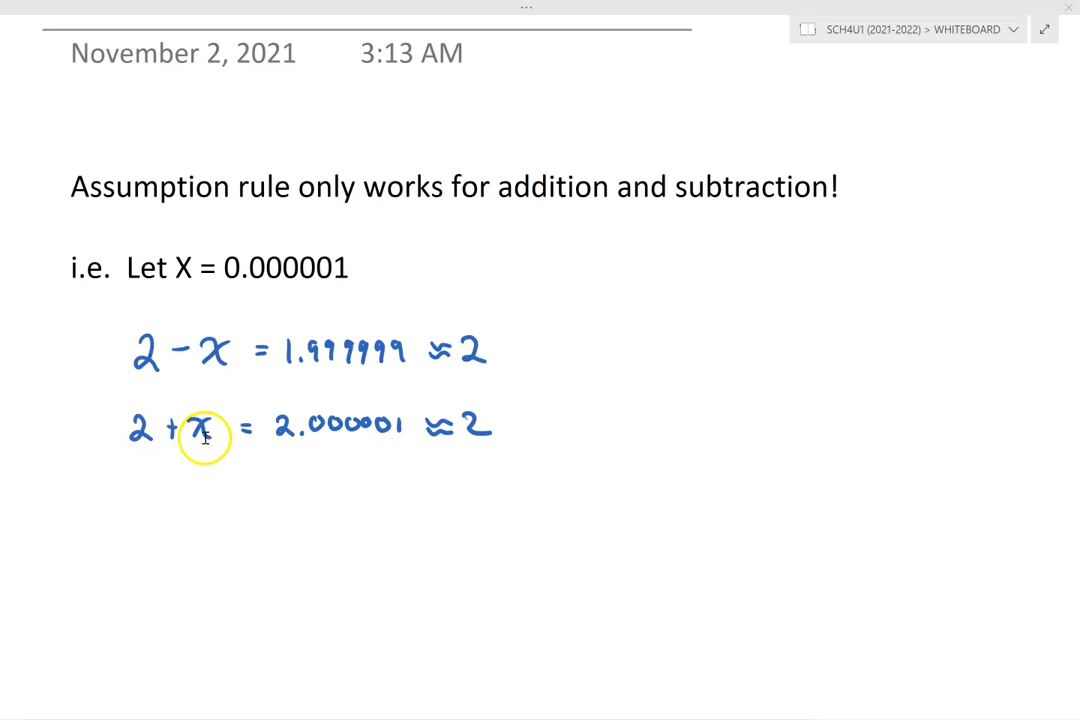 SCH4U1 (2021-2022) > WHITEBOARD
November 2, 2021 3:13 AM
Assumption rule only works for addition and subtraction!
i.e. Let X = 0.000001
2 - x = 1.999999 ≈ 2
2 + x = 2.000001 ≈ 2